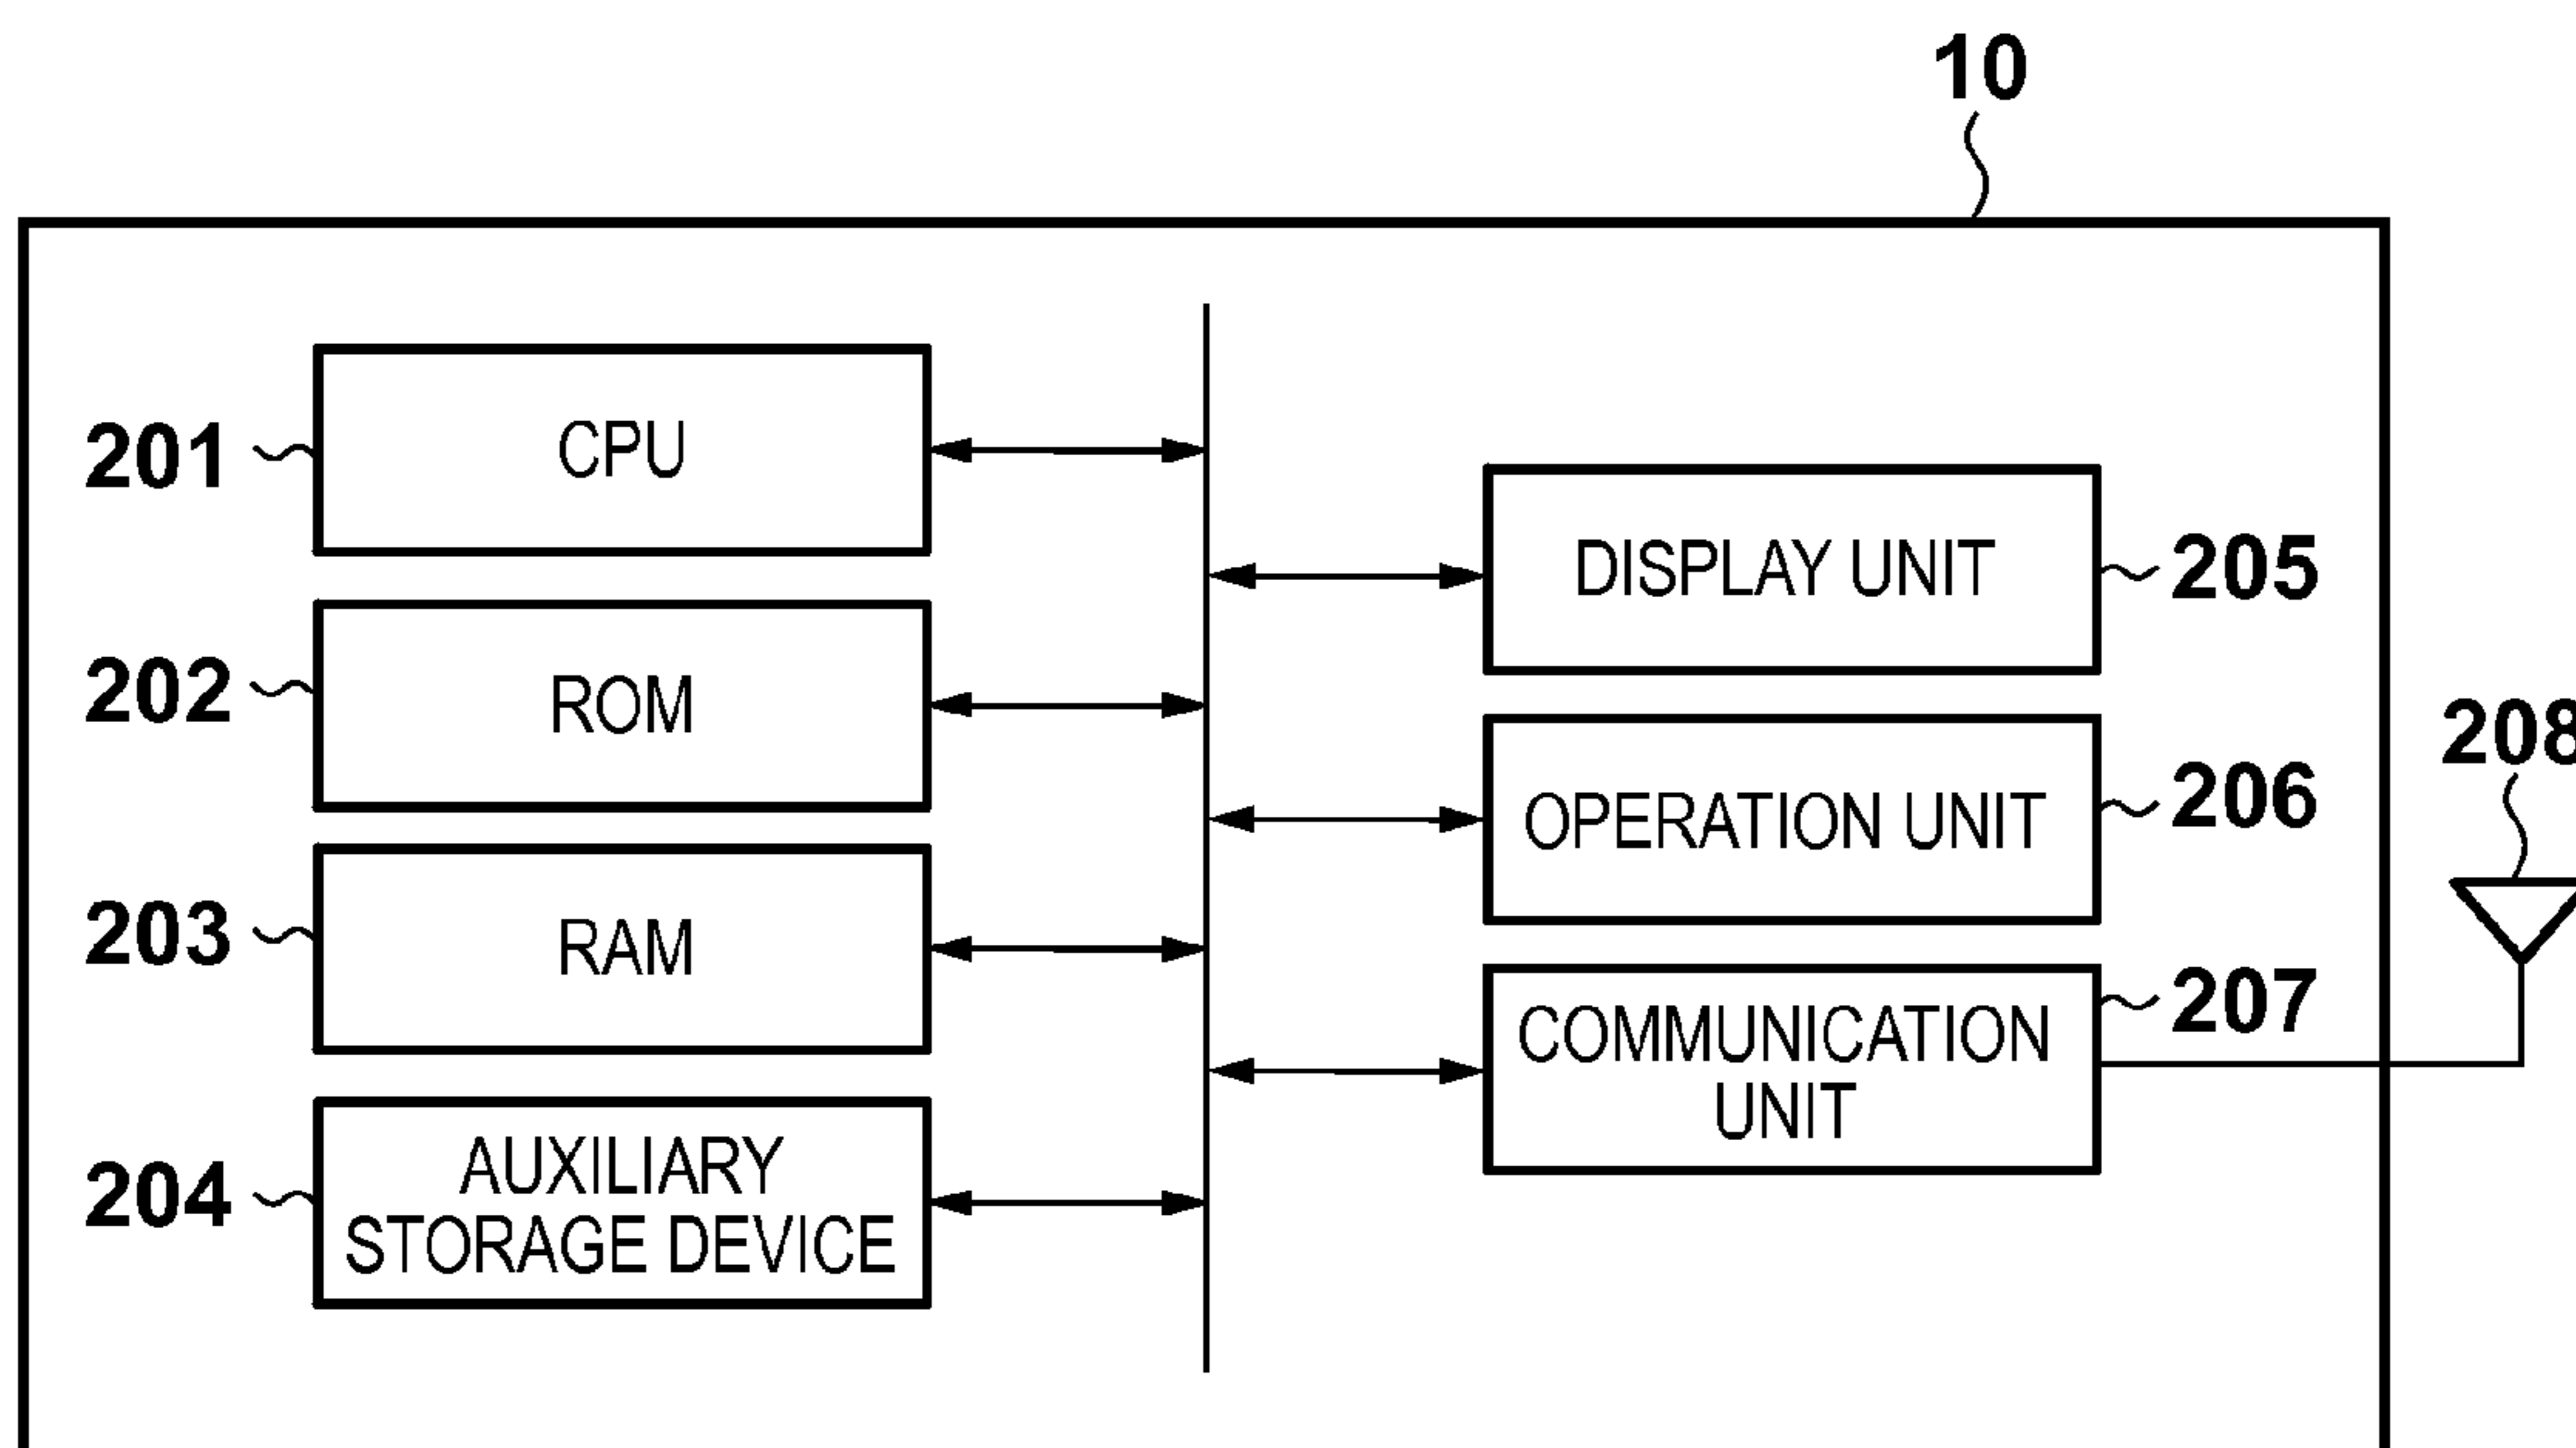 10
201
CPU
202
ROM
203
RAM
204
AUXILIARY
STORAGE DEVICE
DISPLAY UNIT
205
OPERATION UNIT
206
COMMUNICATION
UNIT
207
208